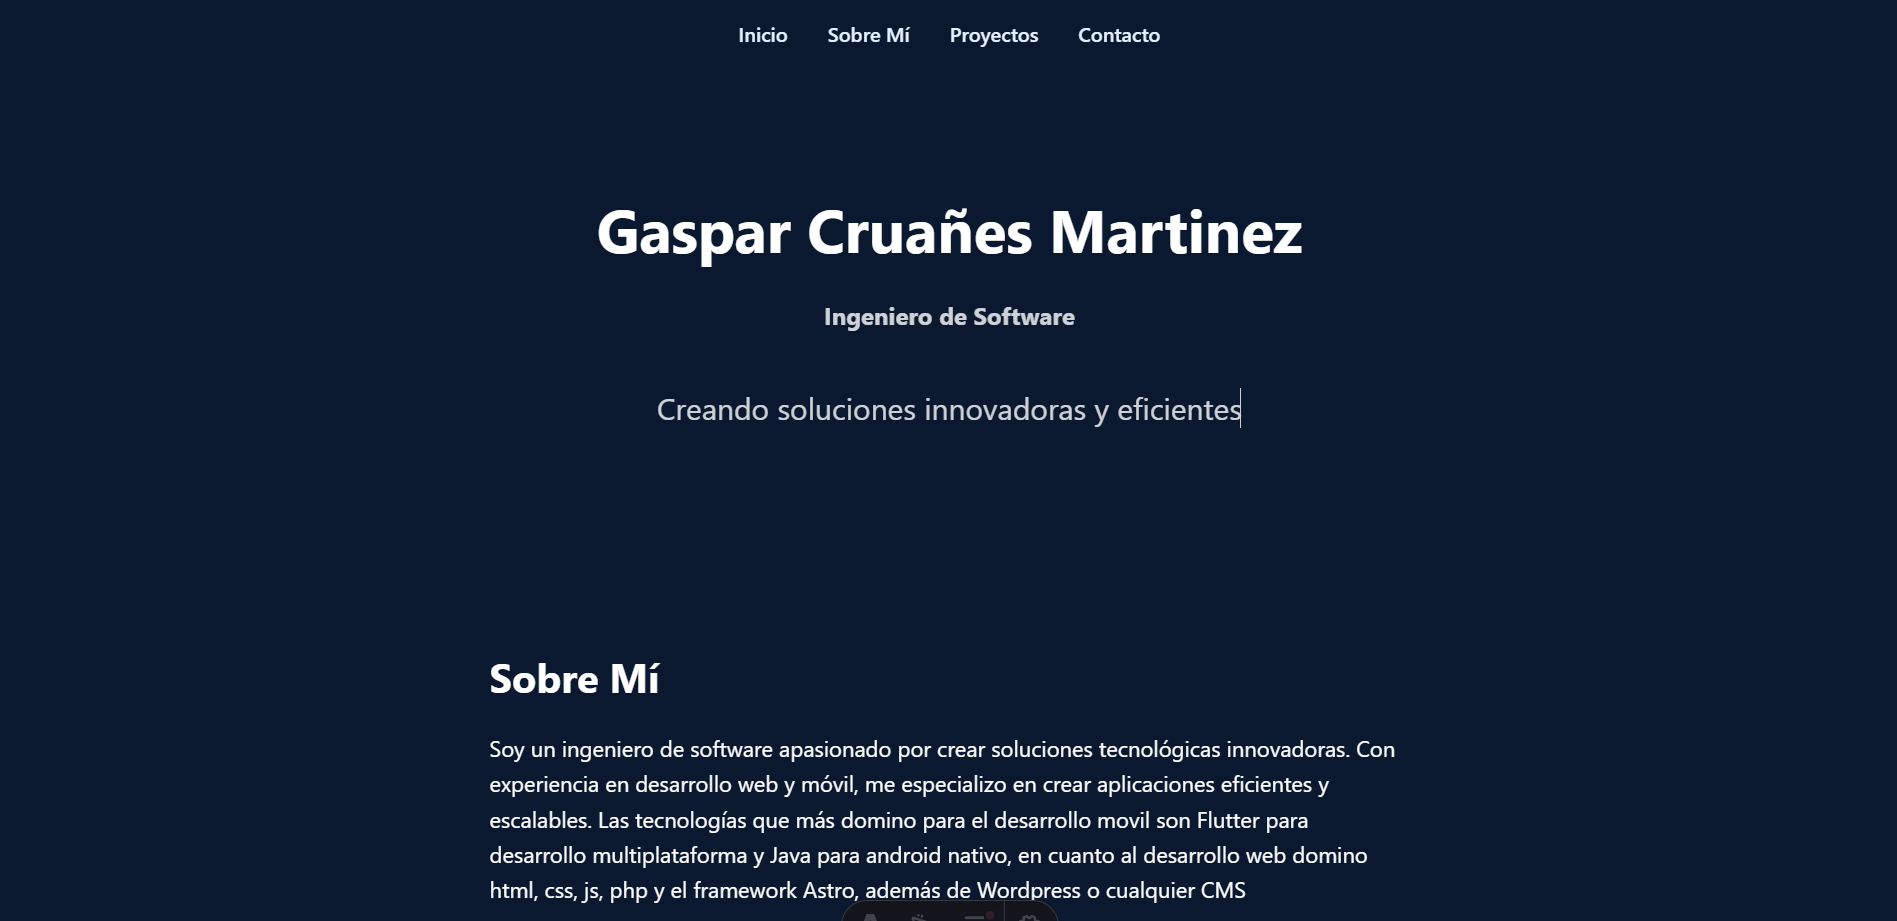 Inicio Sobre Mí Proyectos Contacto
Gaspar Cruañes Martinez
Ingeniero de Software
Creando soluciones innovadoras y eficientes
Sobre Mí
Soy un ingeniero de software apasionado por crear soluciones tecnológicas innovadoras. Con
experiencia en desarrollo web y móvil, me especializo en crear aplicaciones eficientes y
escalables. Las tecnologías que más domino para el desarrollo movil son Flutter para
desarrollo multiplataforma y Java para android nativo, en cuanto al desarrollo web domino
html, css, js, php y el framework Astro, además de Wordpress o cualquier CMS